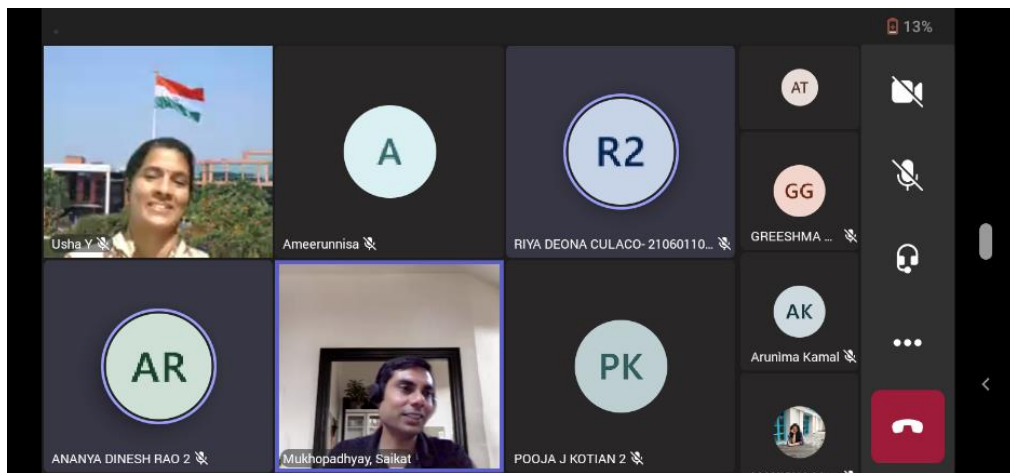 13%
Usha Y
A
Ameerunnisa
R2
RIYA DEONA CULACO- 21060110...
AT
GG
GREESHMA ...
AR
ANANYA DINESH RAO 2
Mukhopadhyay, Saikat
PK
POOJA J KOTIAN 2
AK
Arunima Kamal